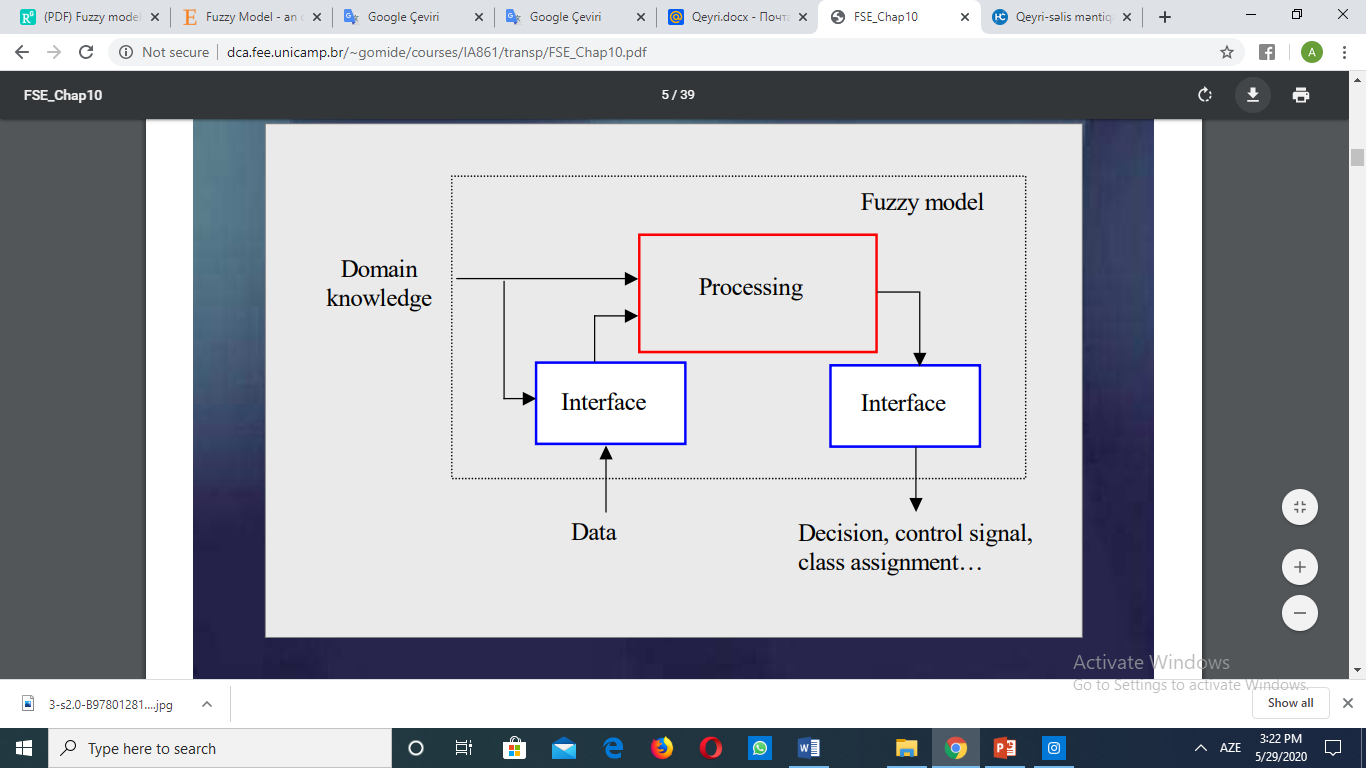 (PDF) Fuzzy model
Fuzzy Model - an
Google Çeviri
Google Çeviri
Qeyri.docx - Почт
FSE_Chap10
Qeyri-səlis məntiq
Not secure
dca.fee.unicamp.br/~gomide/courses/IA861/transp/FSE_Chap10.pdf
A
FSE_Chap10
5 / 39
Fuzzy model
Domain
knowledge
Processing
Interface
Interface
Data
Decision, control signal,
class assignment…
Activate Windows
Go to Settings to activate Windows.
3-s2.0-B97801281....jpg
Show all
Type here to search
AZE
3:22 PM
5/29/2020